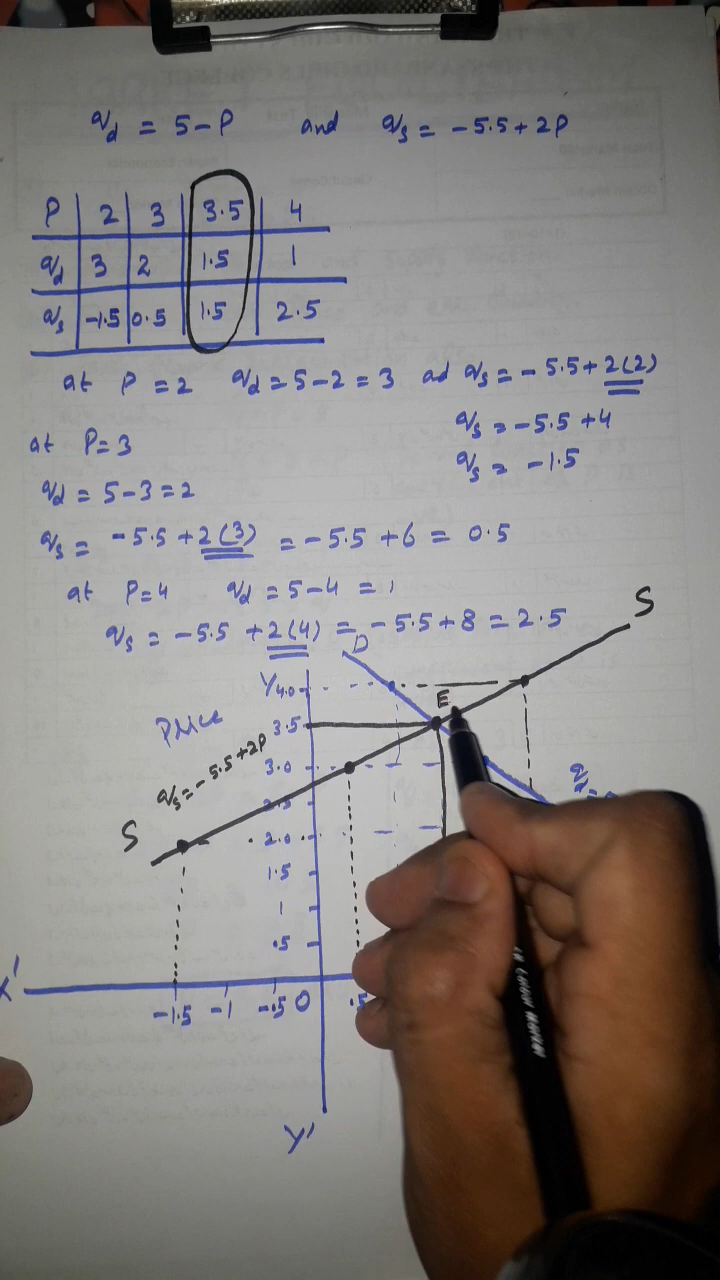 qd = 5-P and qs = -5.5+2P
P 2 3 3.5 4
qd 3 2 1.5 1
qs -1.5 0.5 1.5 2.5
at P = 2 qd = 5-2 = 3 ad qs = -5.5+2(2)
qs = -5.5+4
qs = -1.5
at P=3
qd = 5-3=2
qs = -5.5+2(3) = -5.5+6 = 0.5
at P=4 qd = 5-4 = 1
qs = -5.5+2(4) = -5.5+8 = 2.5
S
D
Y 4.0
E
Price
3.5
qs=-5.5+2P
3.0
qd=
2.5
S
2.0
1.5
1
.5
X'
-1.5 -1 -.5 0 .5
Y'